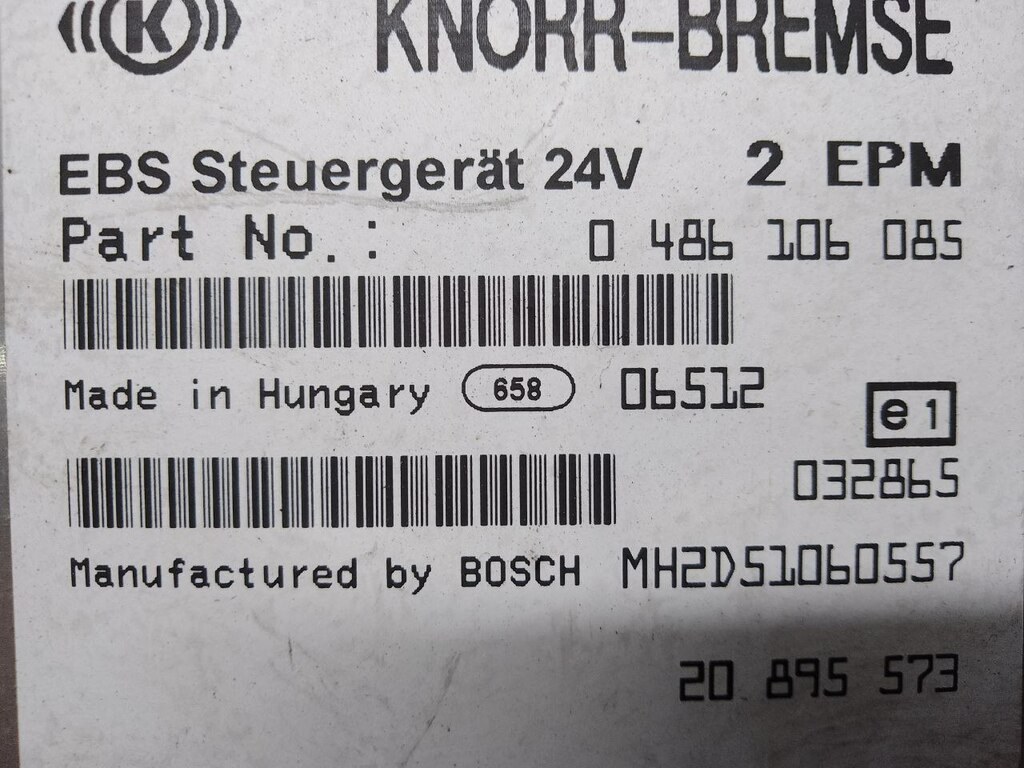 K KNORR-BREMSE
EBS Steuergerät 24V 2 EPM
Part No.: 0 486 106 085
Made in Hungary 658 06512
e1
032865
Manufactured by BOSCH MH2D51060557
20 895 573